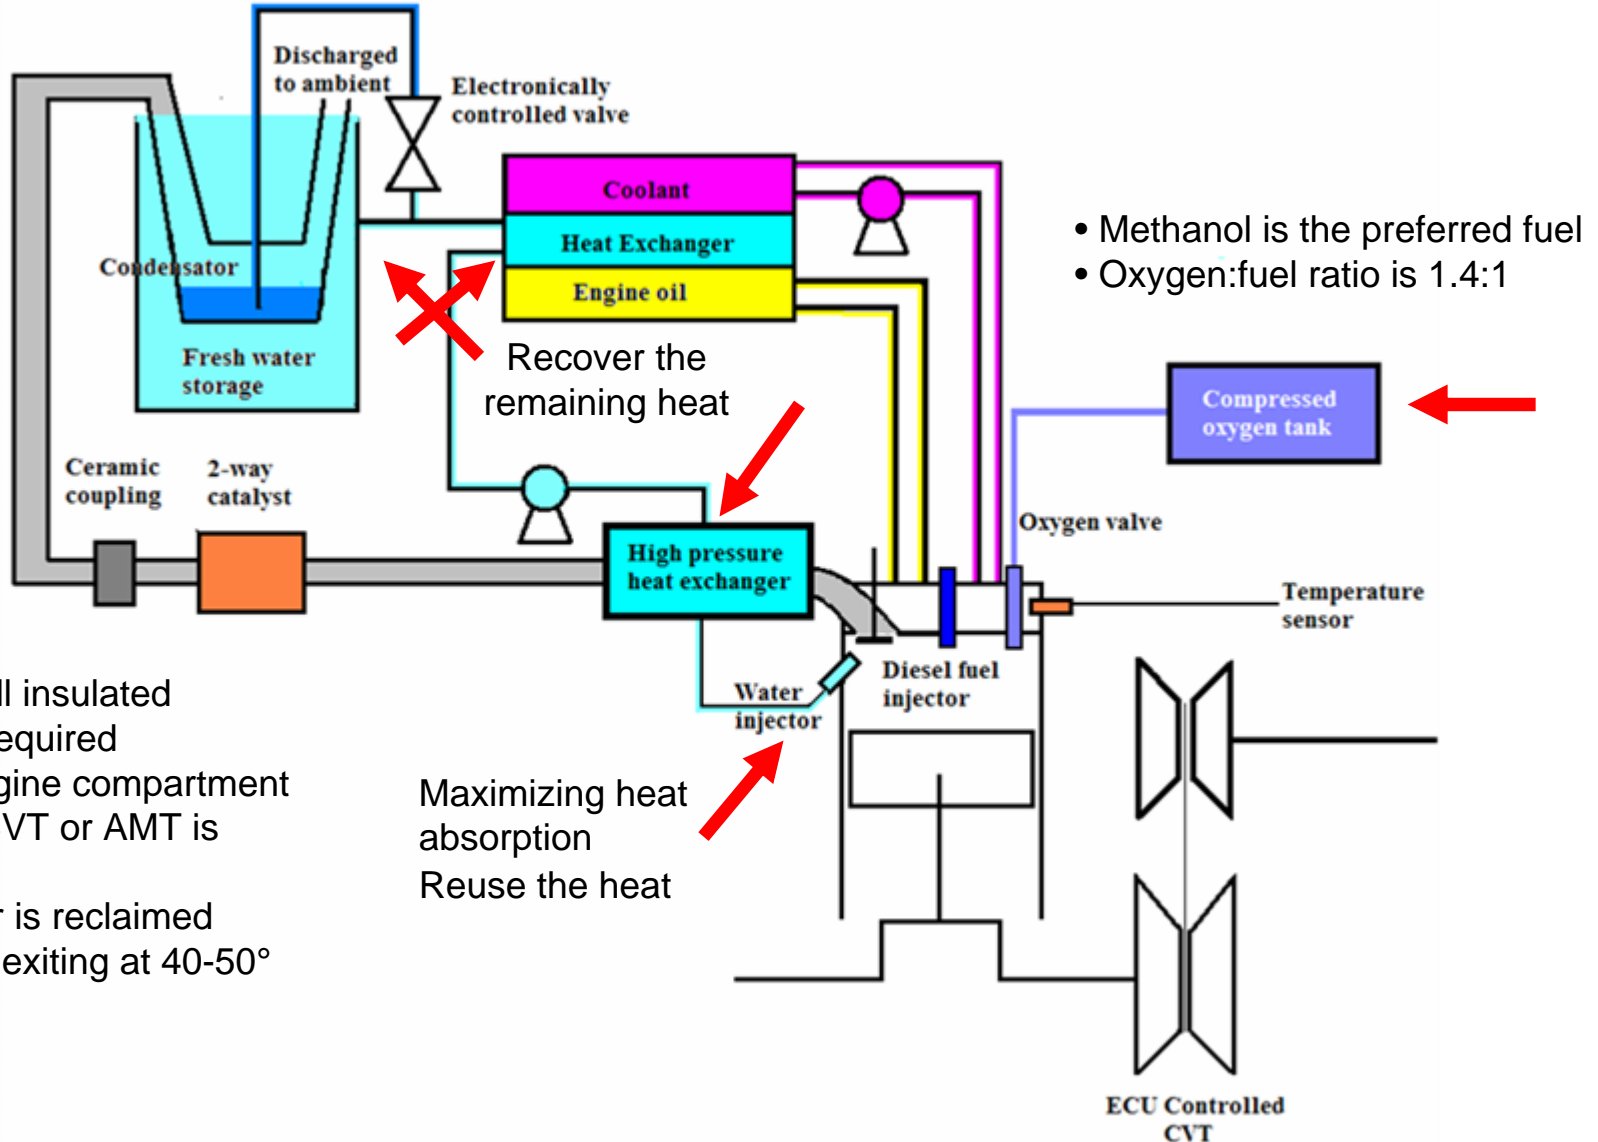 Discharged
to ambient
Electronically
controlled valve
Coolant
Heat Exchanger
Engine oil
Condensator
Fresh water
storage
• Methanol is the preferred fuel
• Oxygen:fuel ratio is 1.4:1
Recover the
remaining heat
Compressed
oxygen tank
Ceramic
coupling
2-way
catalyst
Oxygen valve
High pressure
heat exchanger
Temperature
sensor
Diesel fuel
injector
Water
injector
ll insulated
equired
gine compartment
VT or AMT is
r is reclaimed
exiting at 40-50°
Maximizing heat
absorption
Reuse the heat
ECU Controlled
CVT